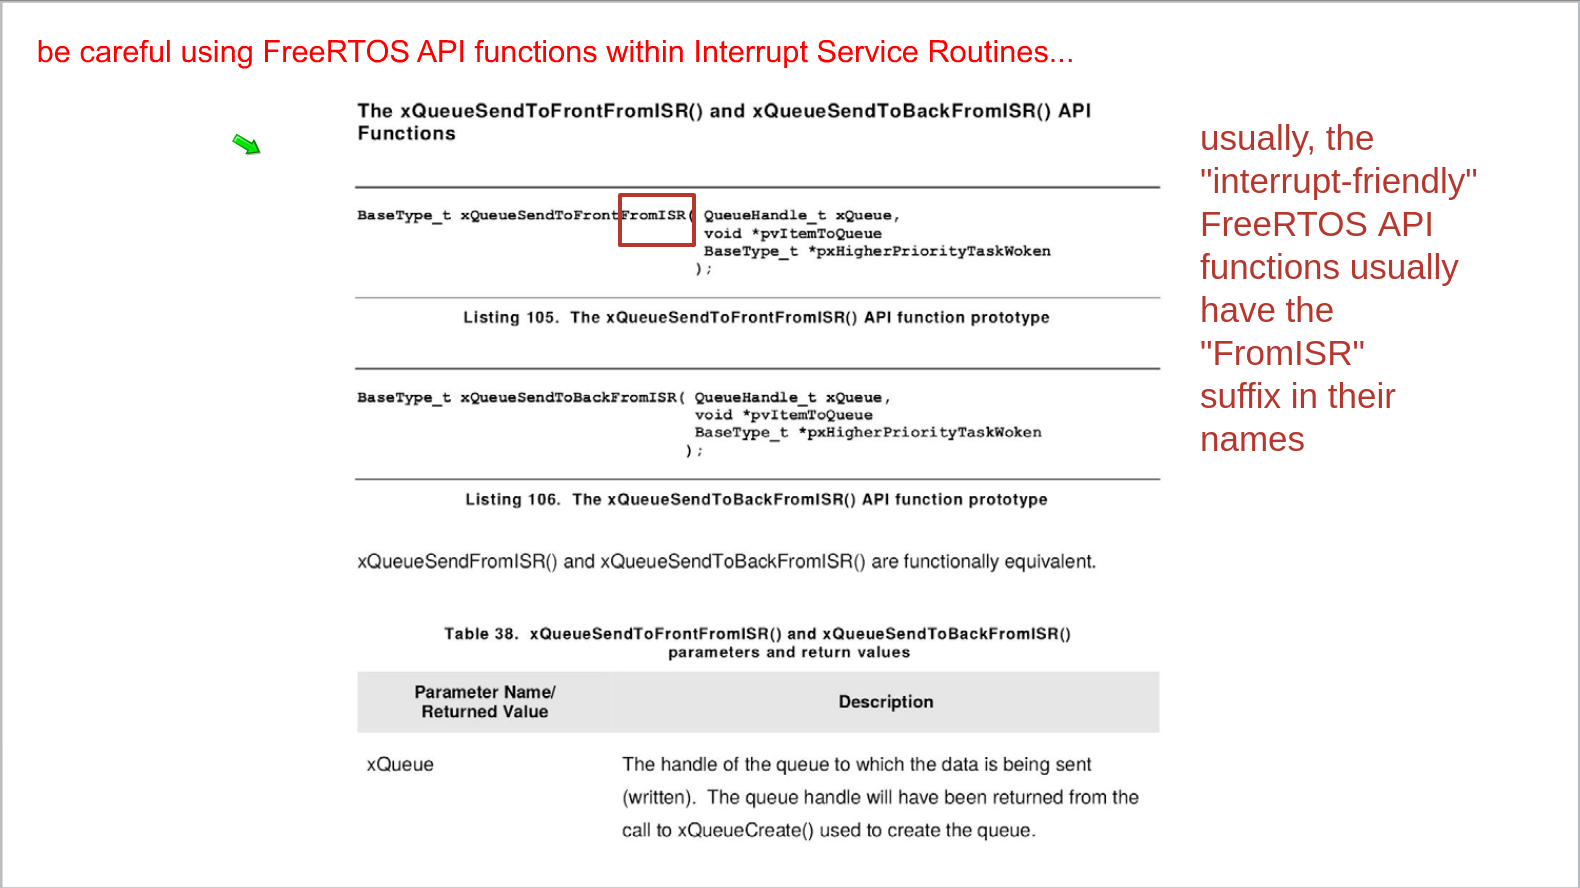 be careful using FreeRTOS API functions within Interrupt Service Routines...
The xQueueSendToFrontFromISR() and xQueueSendToBackFromISR() API
Functions
BaseType_t xQueueSendToFrontFromISR( QueueHandle_t xQueue,
void *pvItemToQueue
BaseType_t *pxHigherPriorityTaskWoken
);
Listing 105. The xQueueSendToFrontFromISR() API function prototype
BaseType_t xQueueSendToBackFromISR( QueueHandle_t xQueue,
void *pvItemToQueue
BaseType_t *pxHigherPriorityTaskWoken
);
Listing 106. The xQueueSendToBackFromISR() API function prototype
xQueueSendFromISR() and xQueueSendToBackFromISR() are functionally equivalent.
Table 38. xQueueSendToFrontFromISR() and xQueueSendToBackFromISR()
parameters and return values
Parameter Name/
Returned Value
Description
xQueue
The handle of the queue to which the data is being sent
(written). The queue handle will have been returned from the
call to xQueueCreate() used to create the queue.
usually, the
"interrupt-friendly"
FreeRTOS API
functions usually
have the
"FromISR"
suffix in their
names